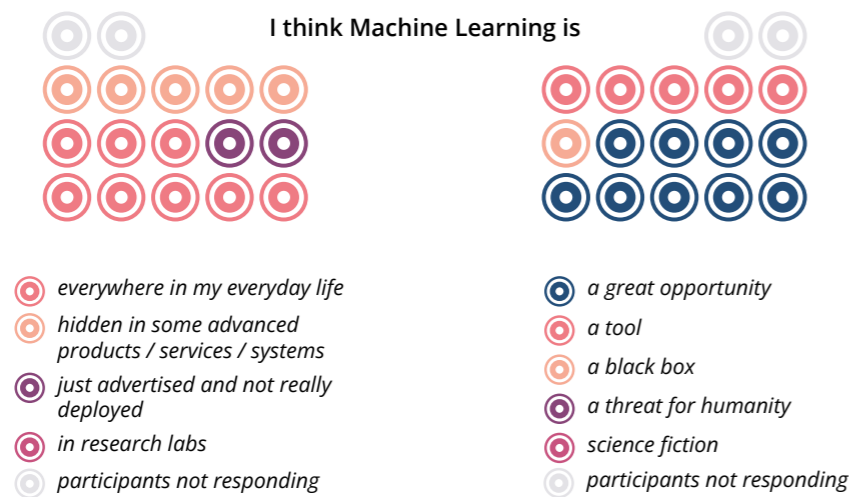 I think Machine Learning is
everywhere in my everyday life
hidden in some advanced
products / services / systems
just advertised and not really
deployed
in research labs
participants not responding
a great opportunity
a tool
a black box
a threat for humanity
science fiction
participants not responding